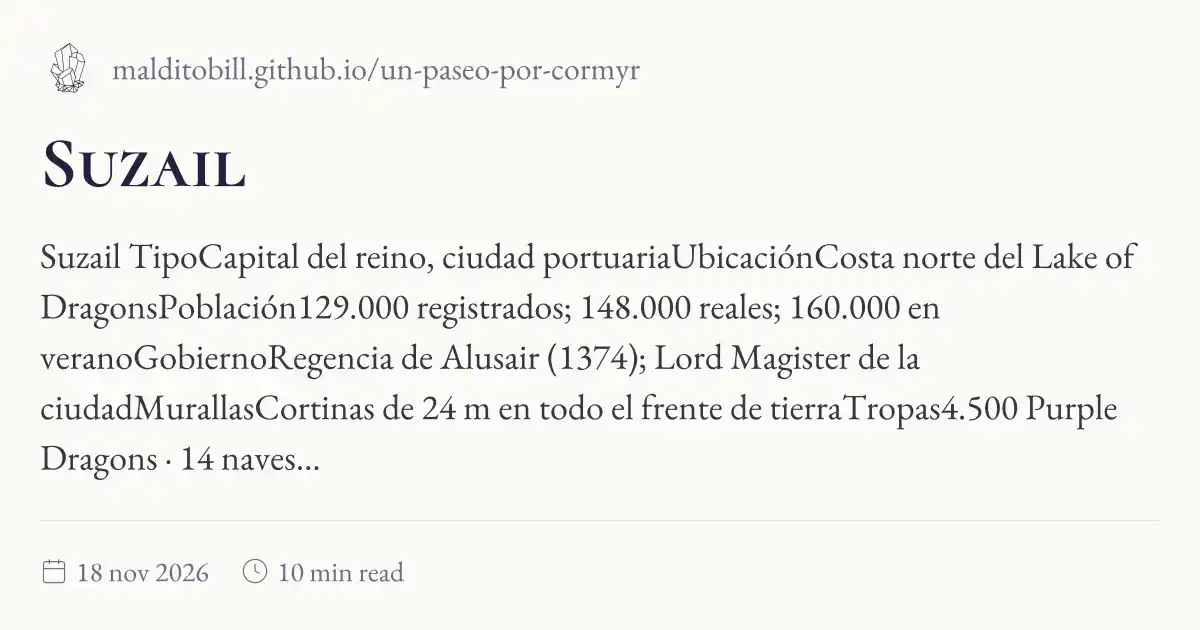 malditobill.github.io/un-paseo-por-cormyr
Suzail
Suzail TipoCapital del reino, ciudad portuariaUbicaciónCosta norte del Lake of
DragonsPoblación129.000 registrados; 148.000 reales; 160.000 en
veranoGobiernoRegencia de Alusair (1374); Lord Magister de la
ciudadMurallasCortinas de 24 m en todo el frente de tierraTropas4.500 Purple
Dragons · 14 naves...
18 nov 2026 10 min read